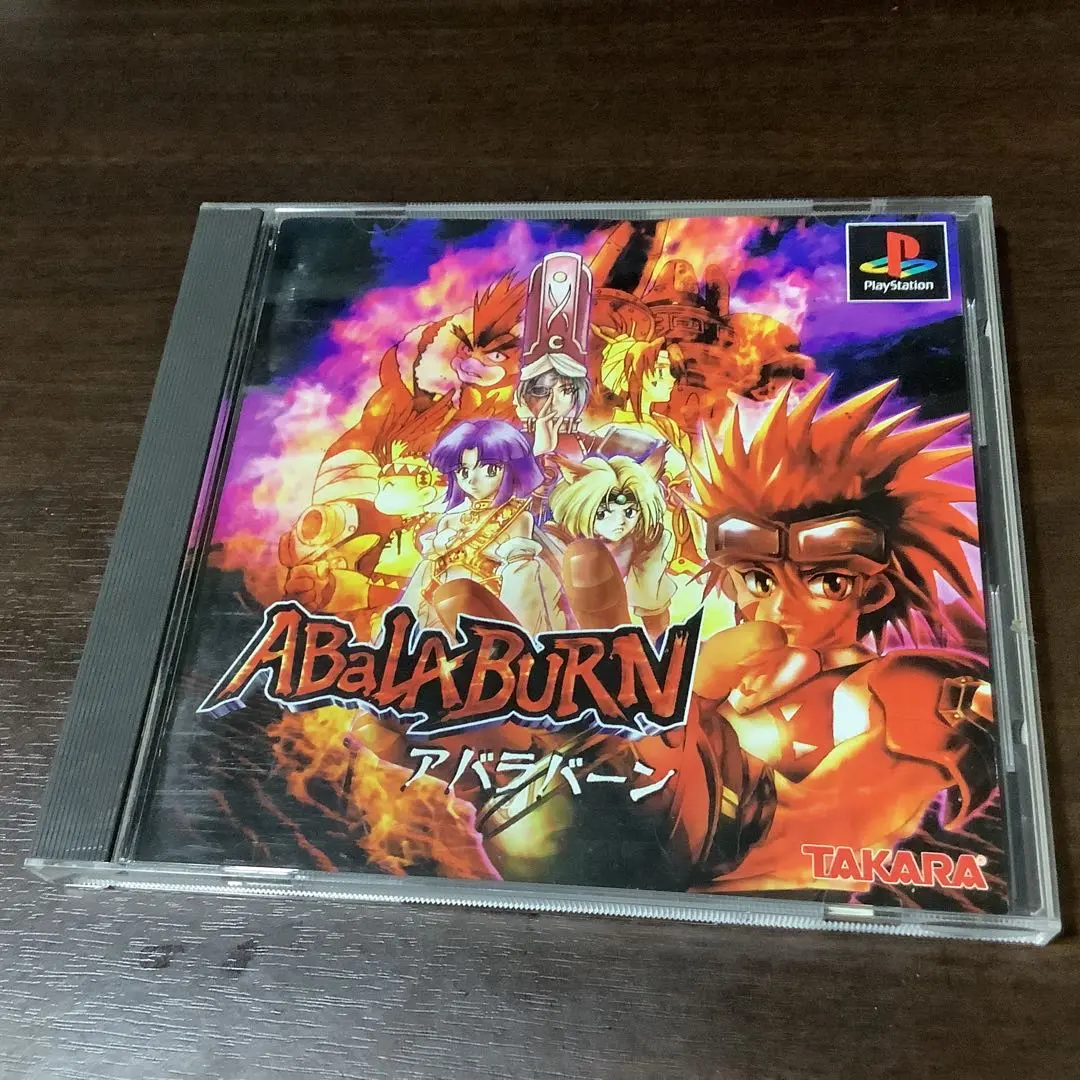 PlayStation
ABaLABURN
アバラバーン
TAKARA®